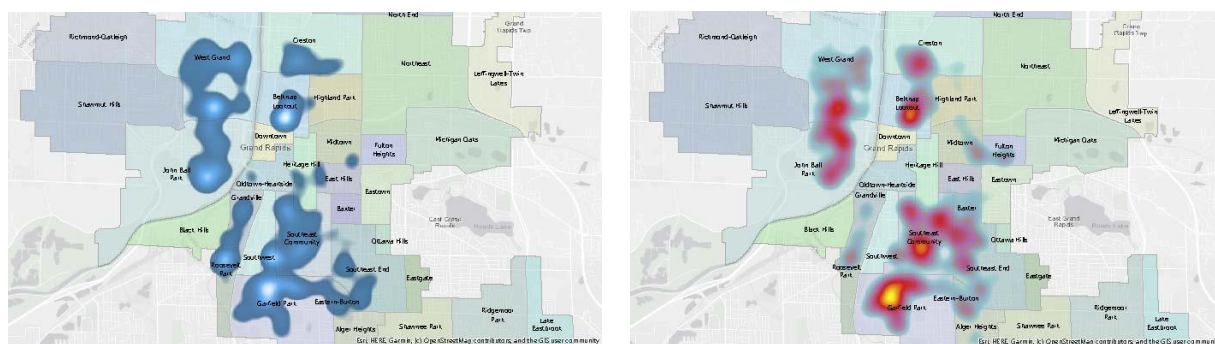 North End
Grand
Rapids Twp
Richmond-Oakleigh
Creston
West Grand
Northeast
Leffingwell-Twin
Lakes
Shawmut Hills
Belknap
Lookout
Highland Park
Downtown
Grand Rapids
Midtown
Fulton
Heights
Michigan Oaks
Heritage Hill
John Ball
Park
Oldtown-Heartside
East Hills
Eastown
Grandville
Baxter
East Grand
Rapids
Black Hills
Southeast
Community
Ottawa Hills
Roosevelt
Park
Southwest
Southeast End
Eastgate
Garfield Park
Eastern-Burton
Ridgemoor
Park
Alger Heights
Shawnee Park
Lake
Eastbrook
Esri, HERE, Garmin, (c) OpenStreetMap contributors, and the GIS user community
North End
Grand
Rapids Twp
Richmond-Oakleigh
Creston
West Grand
Northeast
Leffingwell-Twin
Lakes
Shawmut Hills
Belknap
Lookout
Highland Park
Downtown
Grand Rapids
Midtown
Fulton
Heights
Michigan Oaks
Heritage Hill
John Ball
Park
Oldtown-Heartside
East Hills
Eastown
Grandville
Baxter
East Grand
Rapids
Black Hills
Southeast
Community
Ottawa Hills
Roosevelt
Park
Southwest
Southeast End
Eastgate
Garfield Park
Eastern-Burton
Ridgemoor
Park
Alger Heights
Shawnee Park
Lake
Eastbrook
Esri, HERE, Garmin, (c) OpenStreetMap contributors, and the GIS user commun